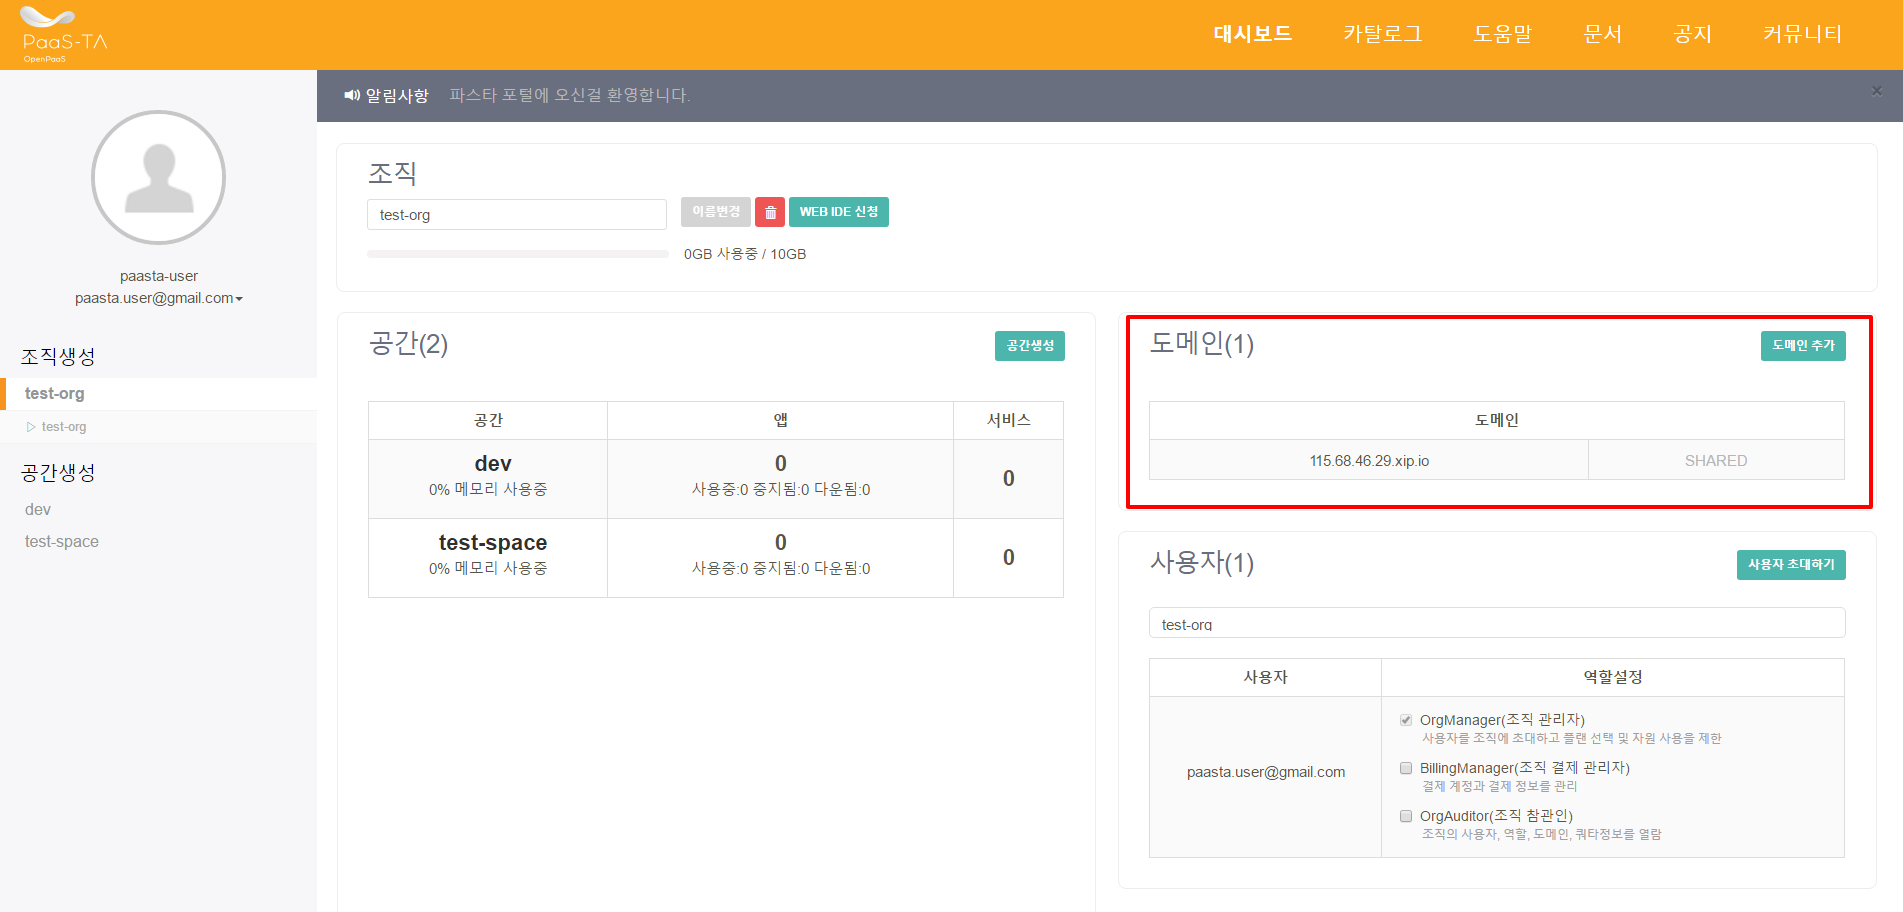 PaaS-TA
OpenPaaS
대시보드 카탈로그 도움말 문서 공지 커뮤니티
알림사항 파스타 포털에 오신걸 환영합니다.
×
paasta-user
paasta.user@gmail.com
조직생성
test-org
▷ test-org
공간생성
dev
test-space
조직
test-org
이름변경 WEB IDE 신청
0GB 사용중 / 10GB
공간(2)
공간생성
공간 앱 서비스
dev
0% 메모리 사용중
0
사용중:0 중지됨:0 다운됨:0
0
test-space
0% 메모리 사용중
0
사용중:0 중지됨:0 다운됨:0
0
도메인(1)
도메인 추가
도메인
115.68.46.29.xip.io SHARED
사용자(1)
사용자 초대하기
test-org
사용자 역할설정
paasta.user@gmail.com
OrgManager(조직 관리자)
사용자를 조직에 초대하고 플랜 선택 및 자원 사용을 제한
BillingManager(조직 결제 관리자)
결제 계정과 결제 정보를 관리
OrgAuditor(조직 참관인)
조직의 사용자, 역할, 도메인, 쿼타정보를 열람